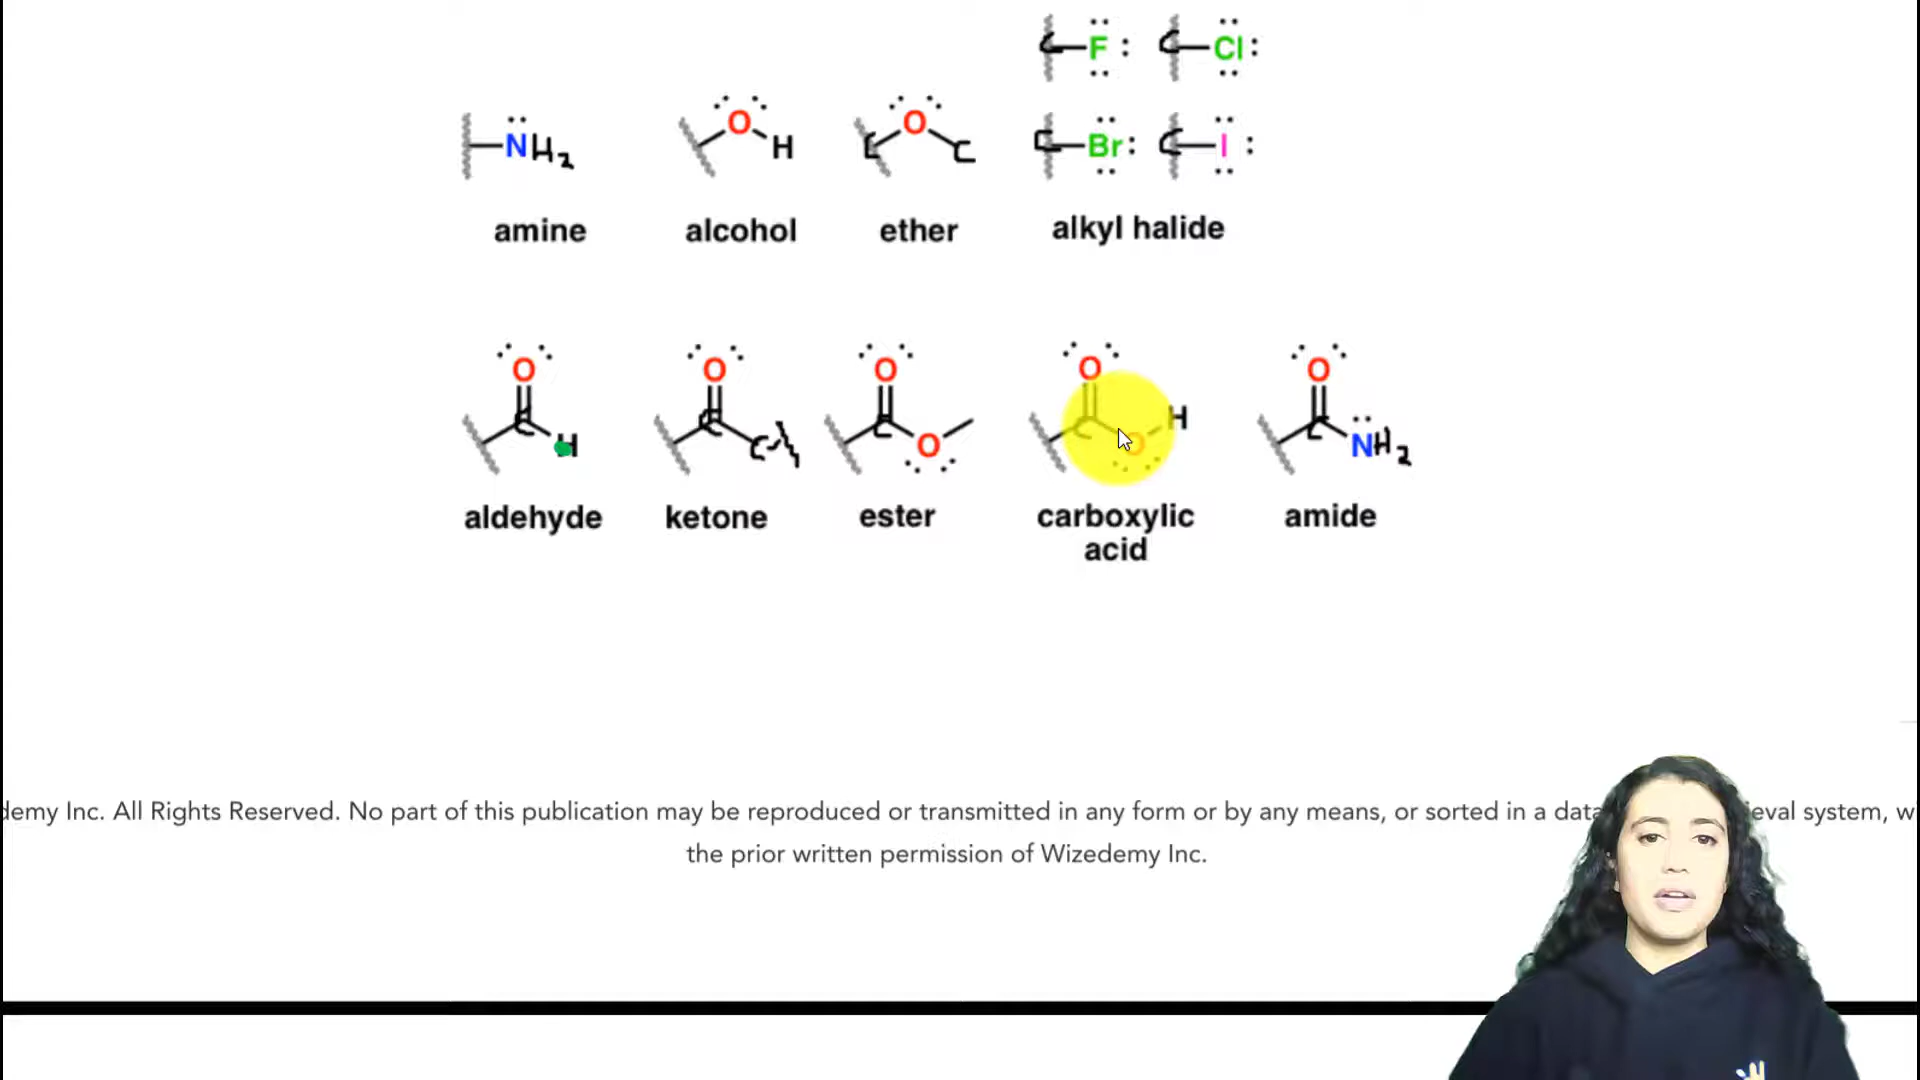 C F C Cl
NH2 O H C O C C Br C I
amine alcohol ether alkyl halide
O O O O O
C H C C C O C O H C NH2
aldehyde ketone ester carboxylic acid amide
demy Inc. All Rights Reserved. No part of this publication may be reproduced or transmitted in any form or by any means, or sorted in a data eval system, w
the prior written permission of Wizedemy Inc.